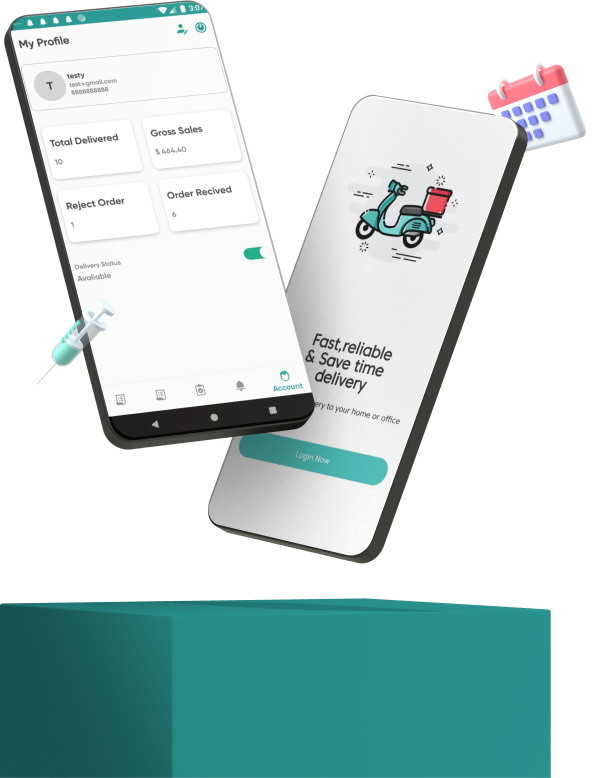 3:07
My Profile
T
testy
test@gmail.com
8888888888
Total Delivered
10
Gross Sales
$ 464.40
Reject Order
1
Order Recived
6
Delivery Status
Avaliable
Account
Fast,reliable
& Save time
delivery
to your home or office
Login Now